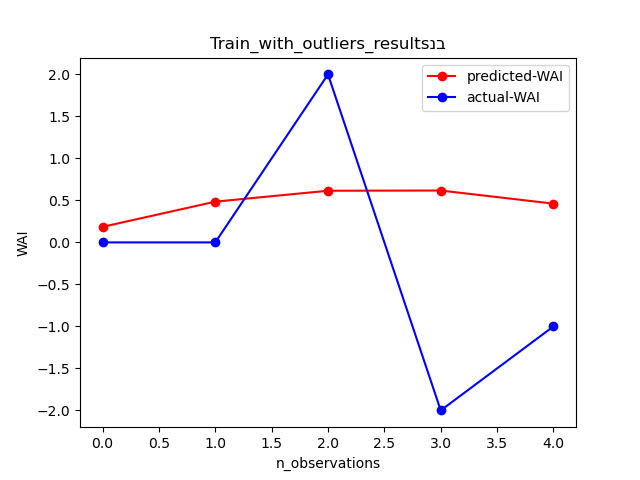 Train_with_outliers_resultsבננ
predicted-WAI
actual-WAI
WAI
2.0
1.5
1.0
0.5
0.0
−0.5
−1.0
−1.5
−2.0
0.0 0.5 1.0 1.5 2.0 2.5 3.0 3.5 4.0
n_observations